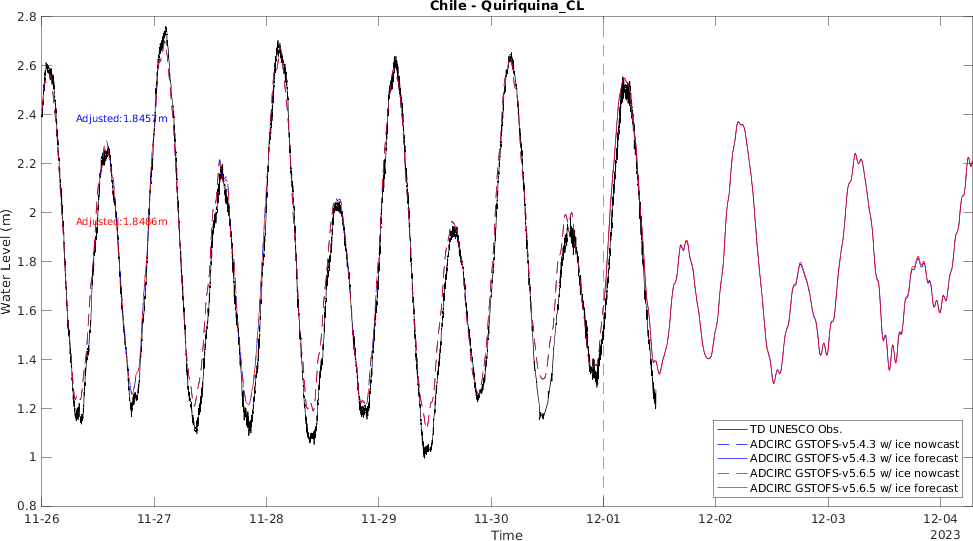 Chile - Quiriquina_CL
2.8
2.6
2.4
2.2
2
1.8
1.6
1.4
1.2
1
0.8
Water Level (m)
Adjusted:1.8457m
Adjusted:1.8486m
TD UNESCO Obs.
ADCIRC GSTOFS-v5.4.3 w/ ice nowcast
ADCIRC GSTOFS-v5.4.3 w/ ice forecast
ADCIRC GSTOFS-v5.6.5 w/ ice nowcast
ADCIRC GSTOFS-v5.6.5 w/ ice forecast
11-26 11-27 11-28 11-29 11-30 12-01 12-02 12-03 12-04
Time
2023